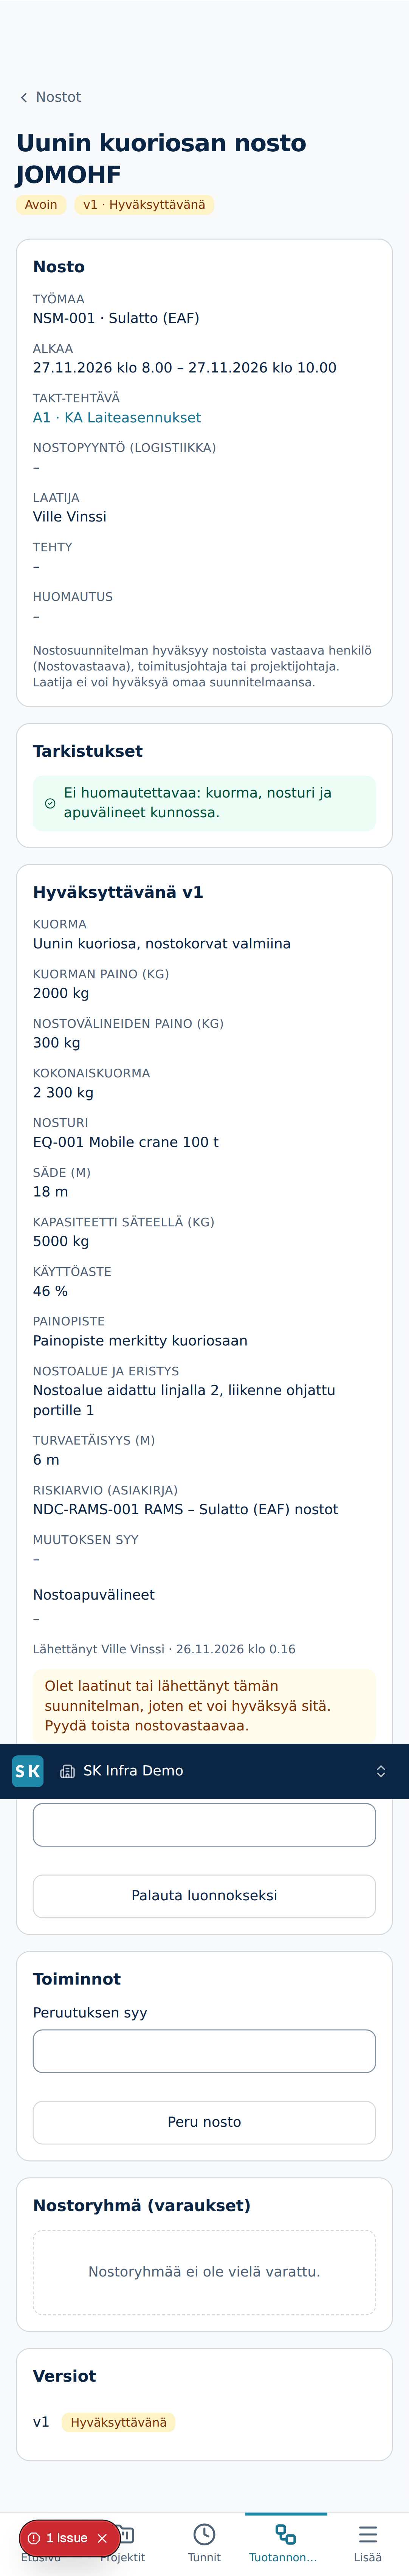 Nostot
Uunin kuoriosan nosto
JOMOHF
Avoin
v1 · Hyväksyttävänä
Nosto
TYÖMAA
NSM-001 · Sulatto (EAF)
ALKAA
27.11.2026 klo 8.00 – 27.11.2026 klo 10.00
TAKT-TEHTÄVÄ
A1 · KA Laiteasennukset
NOSTOPYYNTÖ (LOGISTIIKKA)
–
LAATIJA
Ville Vinssi
TEHTY
–
HUOMAUTUS
–
Nostosuunnitelman hyväksyy nostoista vastaava henkilö
(Nostovastaava), toimitusjohtaja tai projektijohtaja.
Laatija ei voi hyväksyä omaa suunnitelmaansa.
Tarkistukset
Ei huomautettavaa: kuorma, nosturi ja
apuvälineet kunnossa.
Hyväksyttävänä v1
KUORMA
Uunin kuoriosa, nostokorvat valmiina
KUORMAN PAINO (KG)
2000 kg
NOSTOVÄLINEIDEN PAINO (KG)
300 kg
KOKONAISKUORMA
2 300 kg
NOSTURI
EQ-001 Mobile crane 100 t
SÄDE (M)
18 m
KAPASITEETTI SÄTEELLÄ (KG)
5000 kg
KÄYTTÖASTE
46 %
PAINOPISTE
Painopiste merkitty kuoriosaan
NOSTOALUE JA ERISTYS
Nostoalue aidattu linjalla 2, liikenne ohjattu
portille 1
TURVAETÄISYYS (M)
6 m
RISKIARVIO (ASIAKIRJA)
NDC-RAMS-001 RAMS – Sulatto (EAF) nostot
MUUTOKSEN SYY
–
Nostoapuvälineet
–
Lähettänyt Ville Vinssi · 26.11.2026 klo 0.16
Olet laatinut tai lähettänyt tämän
suunnitelman, joten et voi hyväksyä sitä.
Pyydä toista nostovastaavaa.
SK
SK Infra Demo
Palauta luonnokseksi
Toiminnot
Peruutuksen syy
Peru nosto
Nostoryhmä (varaukset)
Nostoryhmää ei ole vielä varattu.
Versiot
v1
Hyväksyttävänä
1 Issue
Etusivu
Projektit
Tunnit
Tuotannon…
Lisää